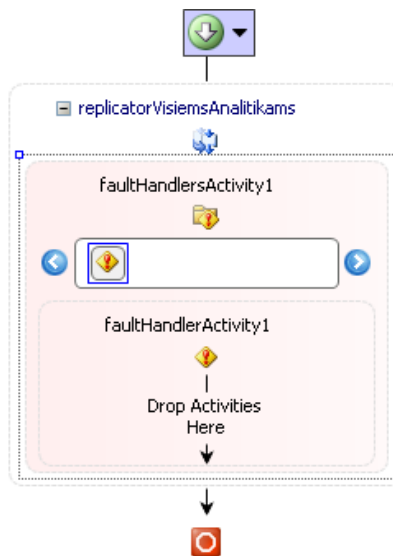 replicatorVisiemsAnalitikams
faultHandlersActivity1
faultHandlerActivity1
Drop Activities
Here